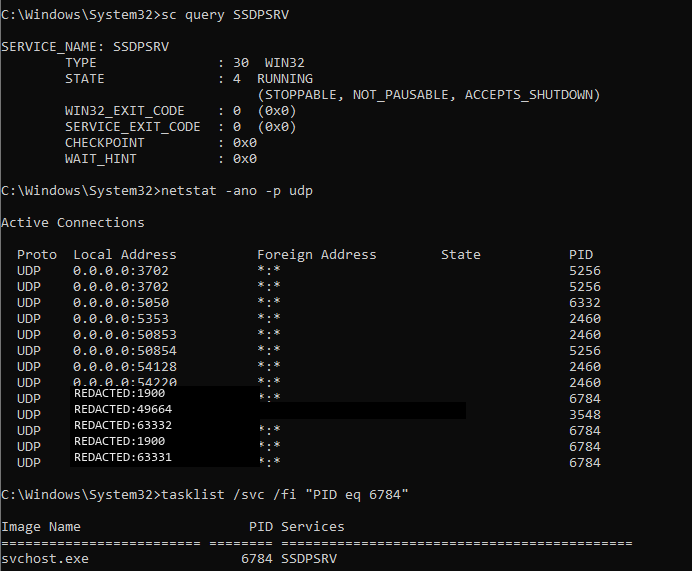 C:\Windows\System32>sc query SSDPSRV
SERVICE_NAME: SSDPSRV
TYPE : 30 WIN32
STATE : 4 RUNNING
(STOPPABLE, NOT_PAUSABLE, ACCEPTS_SHUTDOWN)
WIN32_EXIT_CODE : 0 (0x0)
SERVICE_EXIT_CODE : 0 (0x0)
CHECKPOINT : 0x0
WAIT_HINT : 0x0
C:\Windows\System32>netstat -ano -p udp
Active Connections
Proto Local Address Foreign Address State PID
UDP 0.0.0.0:3702 *:* 5256
UDP 0.0.0.0:3702 *:* 5256
UDP 0.0.0.0:5050 *:* 6332
UDP 0.0.0.0:5353 *:* 2460
UDP 0.0.0.0:50853 *:* 2460
UDP 0.0.0.0:50854 *:* 5256
UDP 0.0.0.0:54128 *:* 2460
UDP 0.0.0.0:54220 *:* 2460
UDP REDACTED:1900 *:* 6784
UDP REDACTED:49664 3548
UDP REDACTED:63332 *:* 6784
UDP REDACTED:1900 *:* 6784
UDP REDACTED:63331 *:* 6784
C:\Windows\System32>tasklist /svc /fi "PID eq 6784"
Image Name PID Services
========================= ======== ============================================
svchost.exe 6784 SSDPSRV